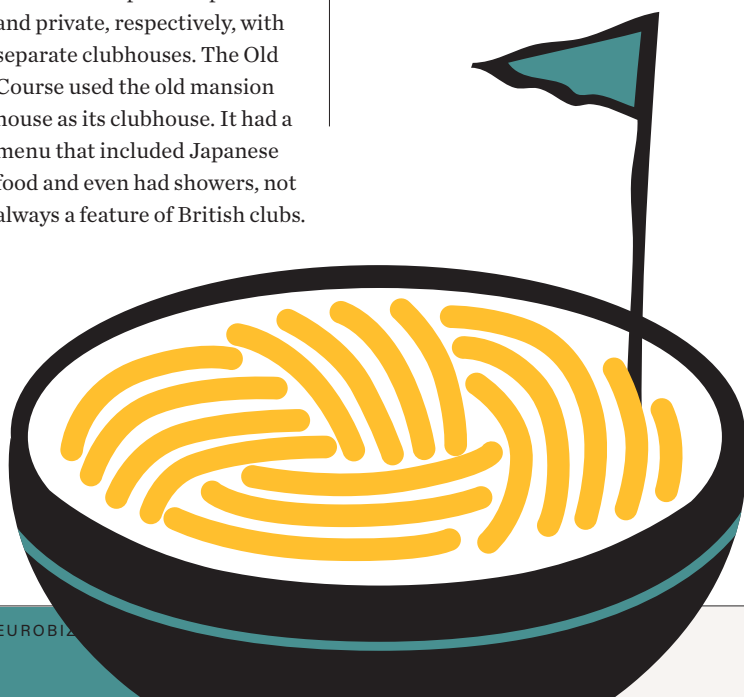 and private, respectively, with
separate clubhouses. The Old
Course used the old mansion
house as its clubhouse. It had a
menu that included Japanese
food and even had showers, not
always a feature of British clubs.
EUROBIZ